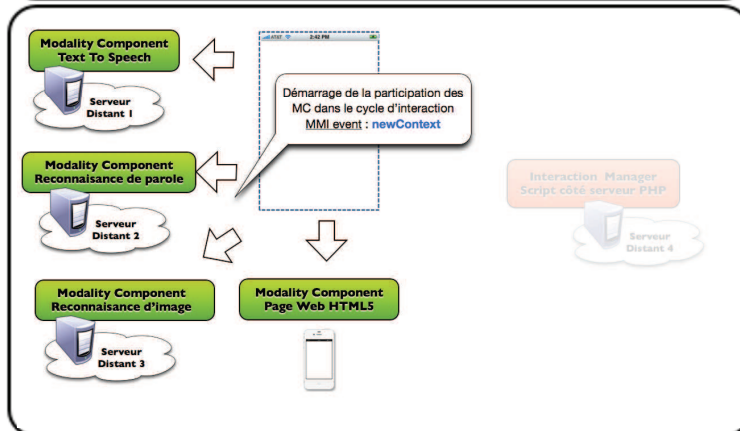 AT&T 2:42 PM
Modality Component
Text To Speech
Serveur
Distant 1
Démarrage de la participation des
MC dans le cycle d'interaction
MMI event : newContext
Modality Component
Reconnaisance de parole
Serveur
Distant 2
Interaction Manager
Script côté serveur PHP
Serveur
Distant 4
Modality Component
Reconnaisance d'image
Serveur
Distant 3
Modality Component
Page Web HTML5